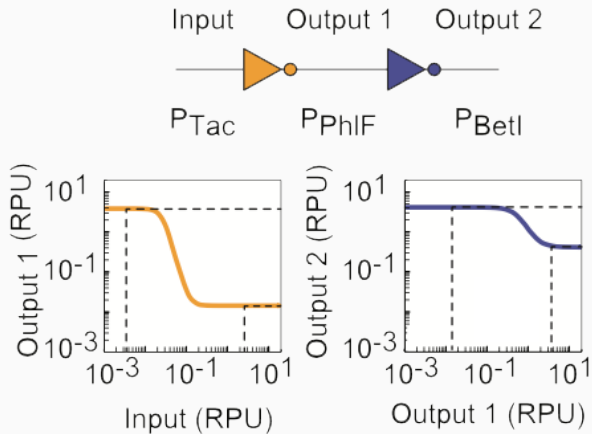 Input Output 1 Output 2
PTac PPhlF PBetI
Output 1 (RPU)
10^1
10^-1
10^-3
10^-3 10^-1 10^1
Input (RPU)
Output 2 (RPU)
10^1
10^-1
10^-3
10^-3 10^-1 10^1
Output 1 (RPU)